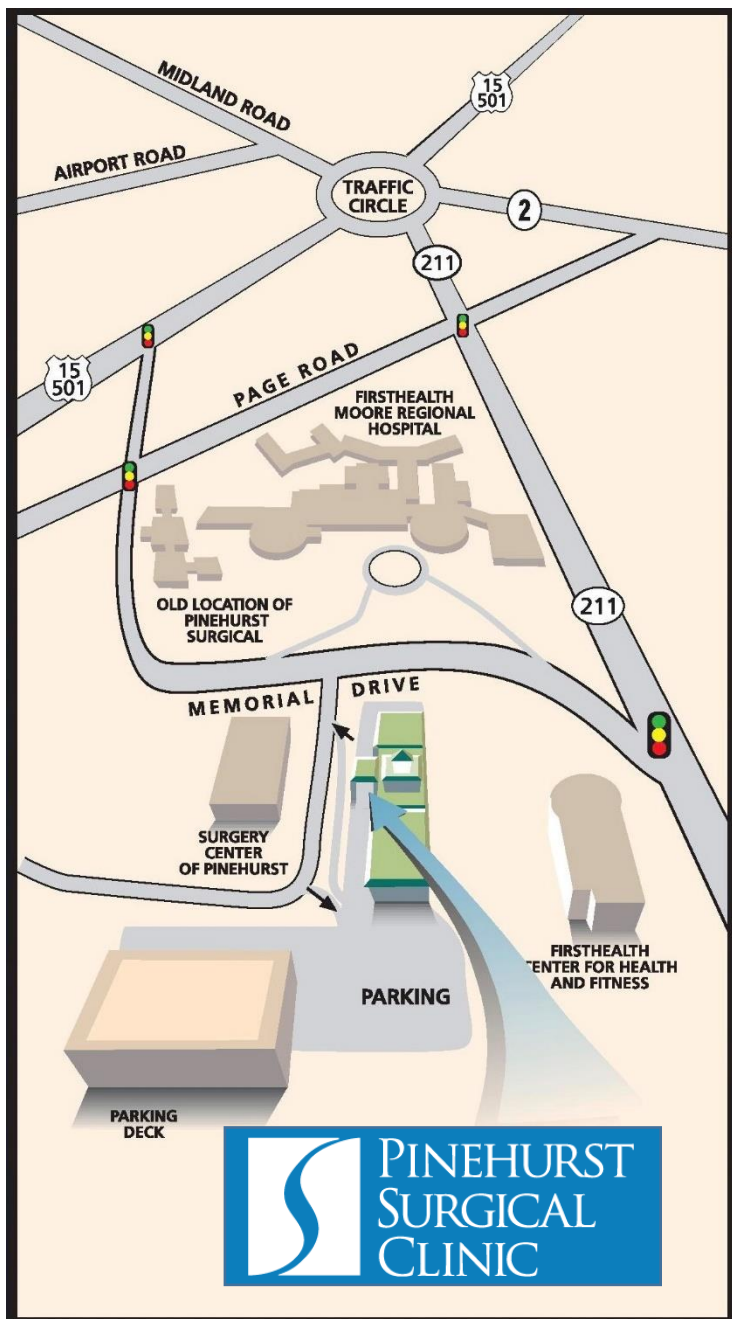 MIDLAND ROAD
15
501
AIRPORT ROAD
TRAFFIC
CIRCLE
2
211
15
501
PAGE ROAD
FIRSTHEALTH
MOORE REGIONAL
HOSPITAL
OLD LOCATION OF
PINEHURST
SURGICAL
211
MEMORIAL DRIVE
SURGERY
CENTER
OF PINEHURST
FIRSTHEALTH
CENTER FOR HEALTH
AND FITNESS
PARKING
PARKING
DECK
PINEHURST
SURGICAL
CLINIC